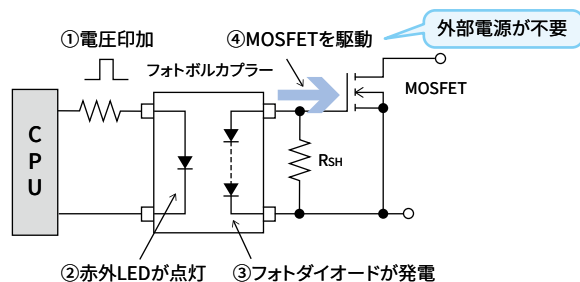 ①電圧印加
④MOSFETを駆動
外部電源が不要
フォトボルカプラー
MOSFET
CPU
RSH
②赤外LEDが点灯
③フォトダイオードが発電